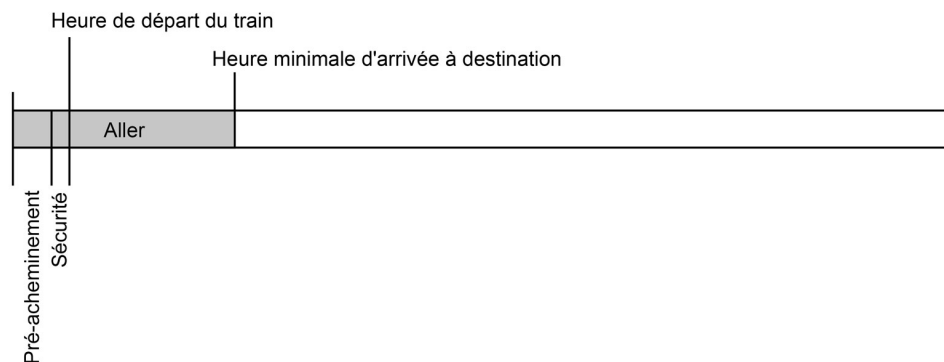 Heure de départ du train
Heure minimale d'arrivée à destination
Aller
Pré-acheminement
Sécurité